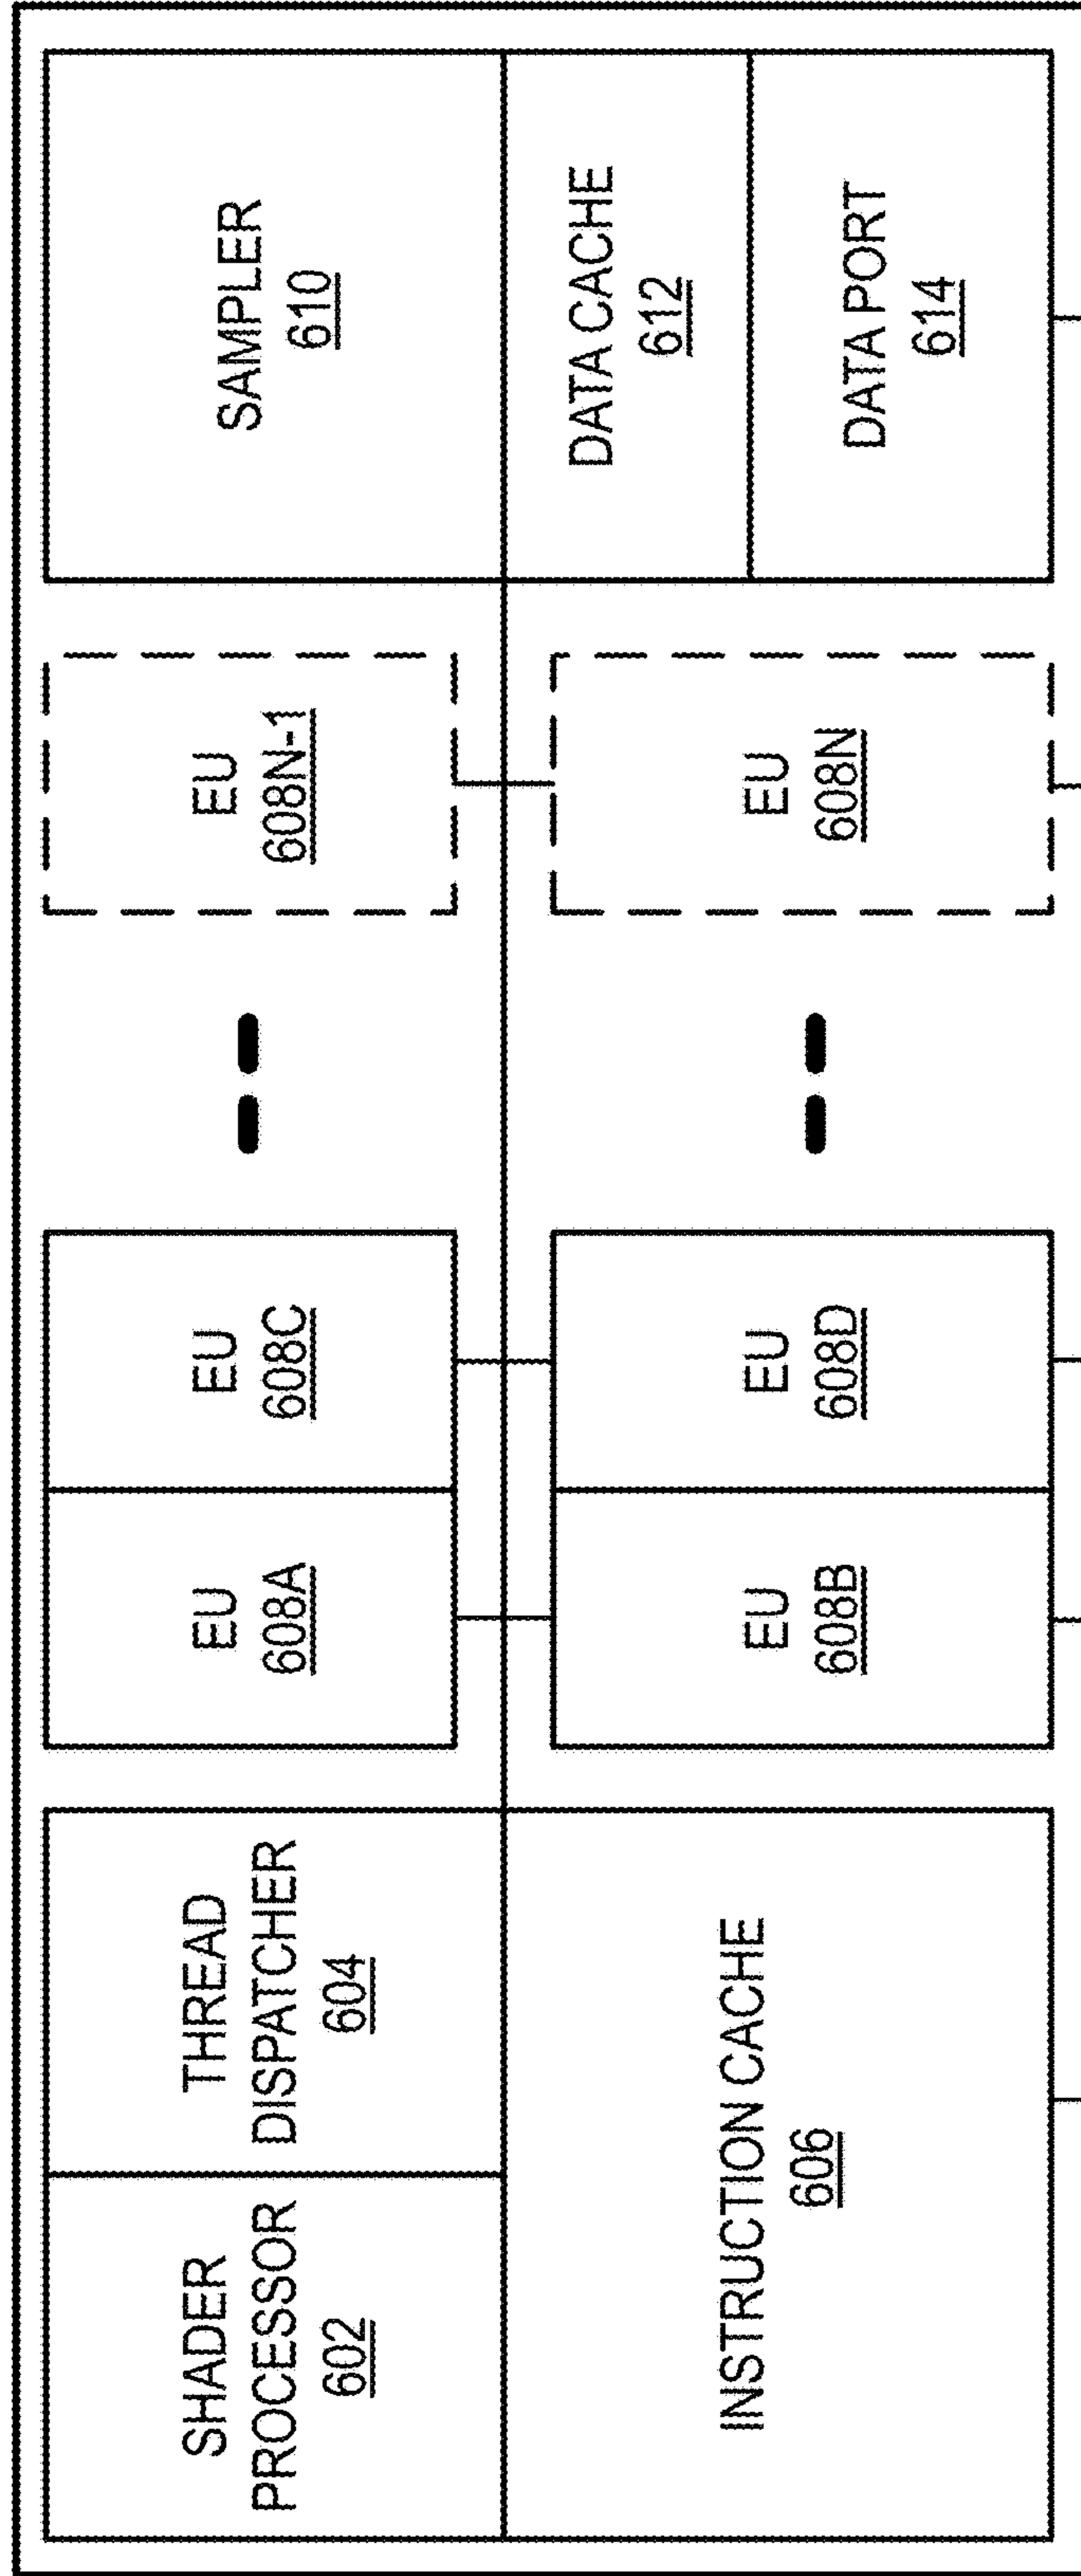 SHADER
PROCESSOR
602
THREAD
DISPATCHER
604
INSTRUCTION CACHE
606
EU
608A
EU
608C
EU
608B
EU
608D
EU
608N-1
EU
608N
SAMPLER
610
DATA CACHE
612
DATA PORT
614